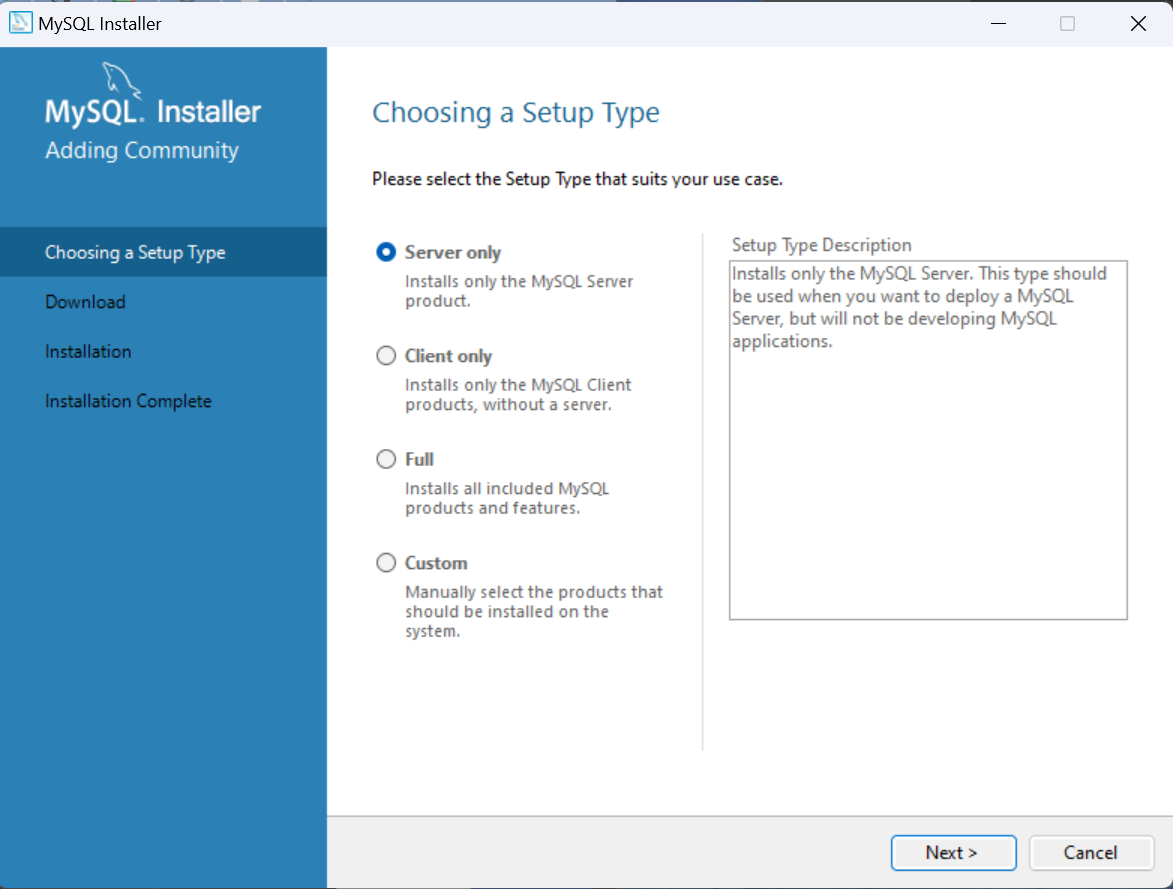 MySQL Installer
MySQL. Installer
Adding Community
Choosing a Setup Type
Download
Installation
Installation Complete
Choosing a Setup Type
Please select the Setup Type that suits your use case.
Server only
Installs only the MySQL Server
product.
Client only
Installs only the MySQL Client
products, without a server.
Full
Installs all included MySQL
products and features.
Custom
Manually select the products that
should be installed on the
system.
Setup Type Description
Installs only the MySQL Server. This type should
be used when you want to deploy a MySQL
Server, but will not be developing MySQL
applications.
Next >
Cancel